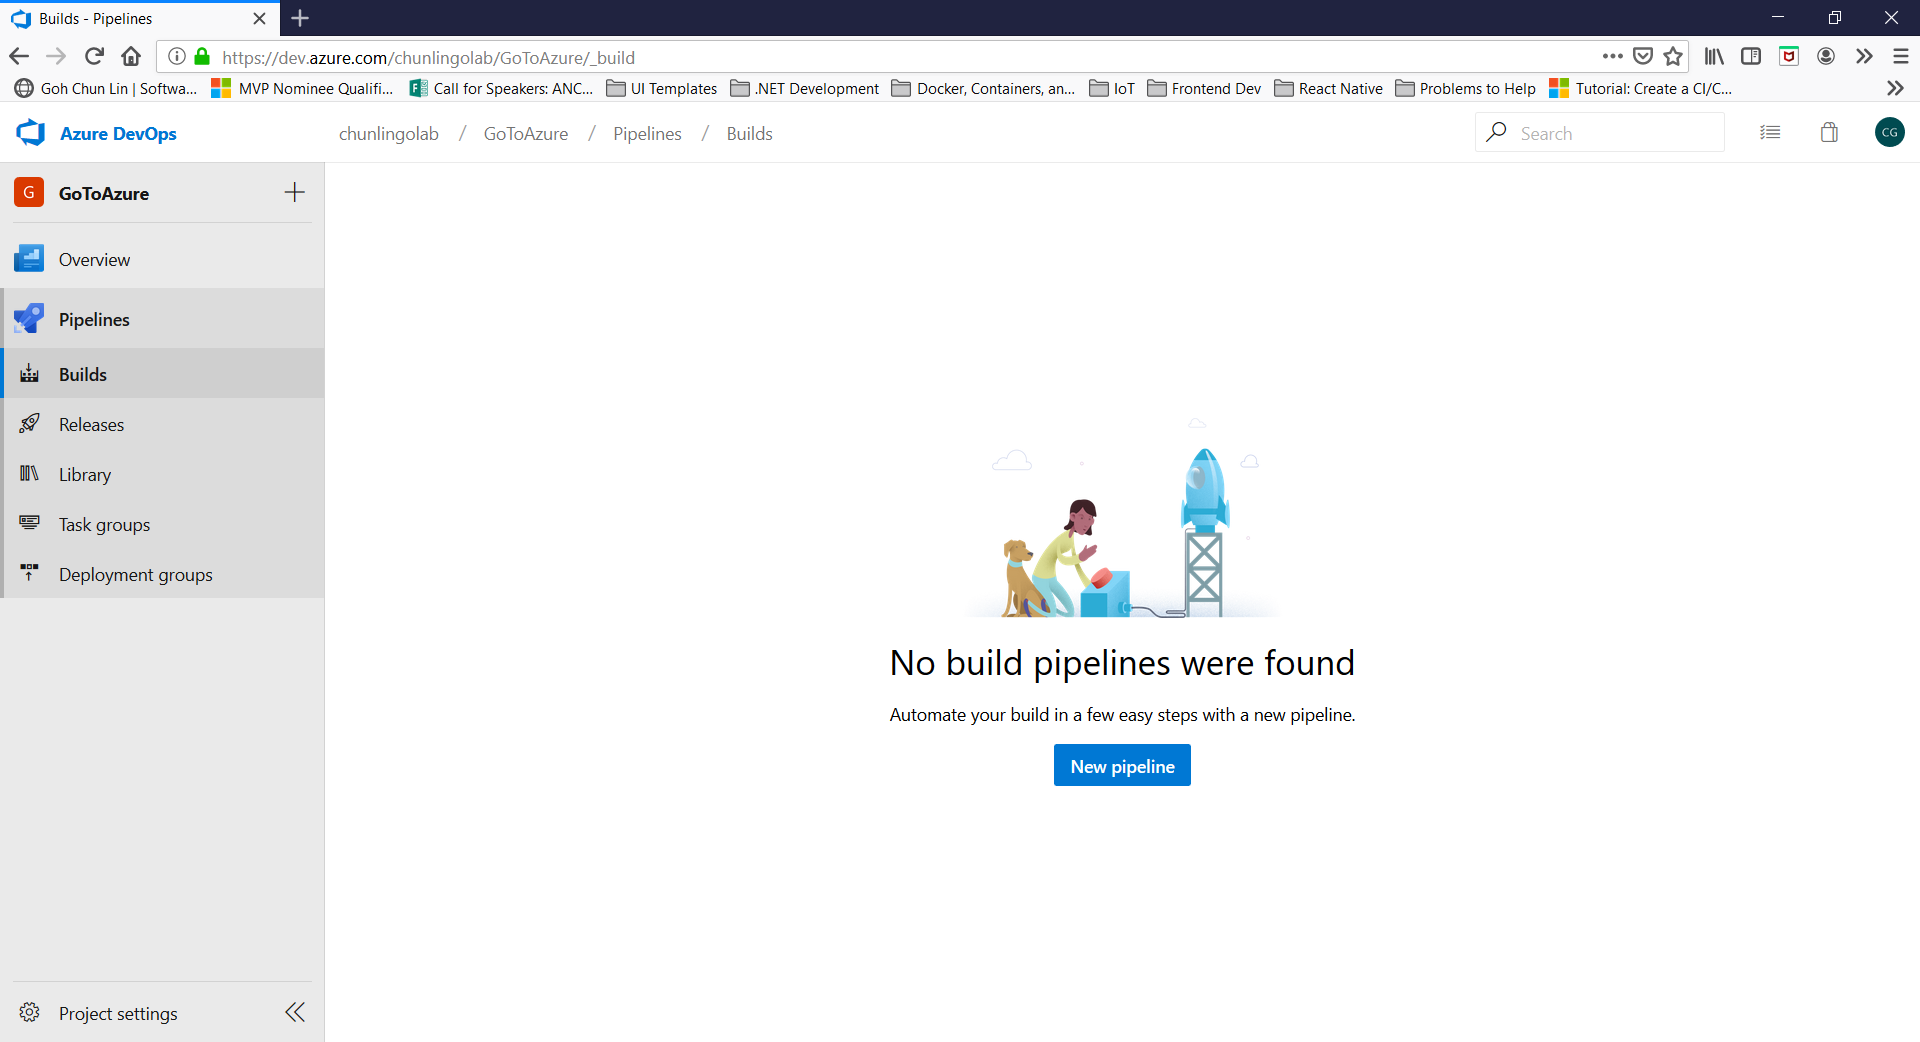 Builds - Pipelines
https://dev.azure.com/chunlingolab/GoToAzure/_build
Goh Chun Lin | Softwa... MVP Nominee Qualifi... Call for Speakers: ANC... UI Templates .NET Development Docker, Containers, an... IoT Frontend Dev React Native Problems to Help Tutorial: Create a CI/C...
Azure DevOps chunlingolab / GoToAzure / Pipelines / Builds Search CG
G GoToAzure
Overview
Pipelines
Builds
Releases
Library
Task groups
Deployment groups
No build pipelines were found
Automate your build in a few easy steps with a new pipeline.
New pipeline
Project settings